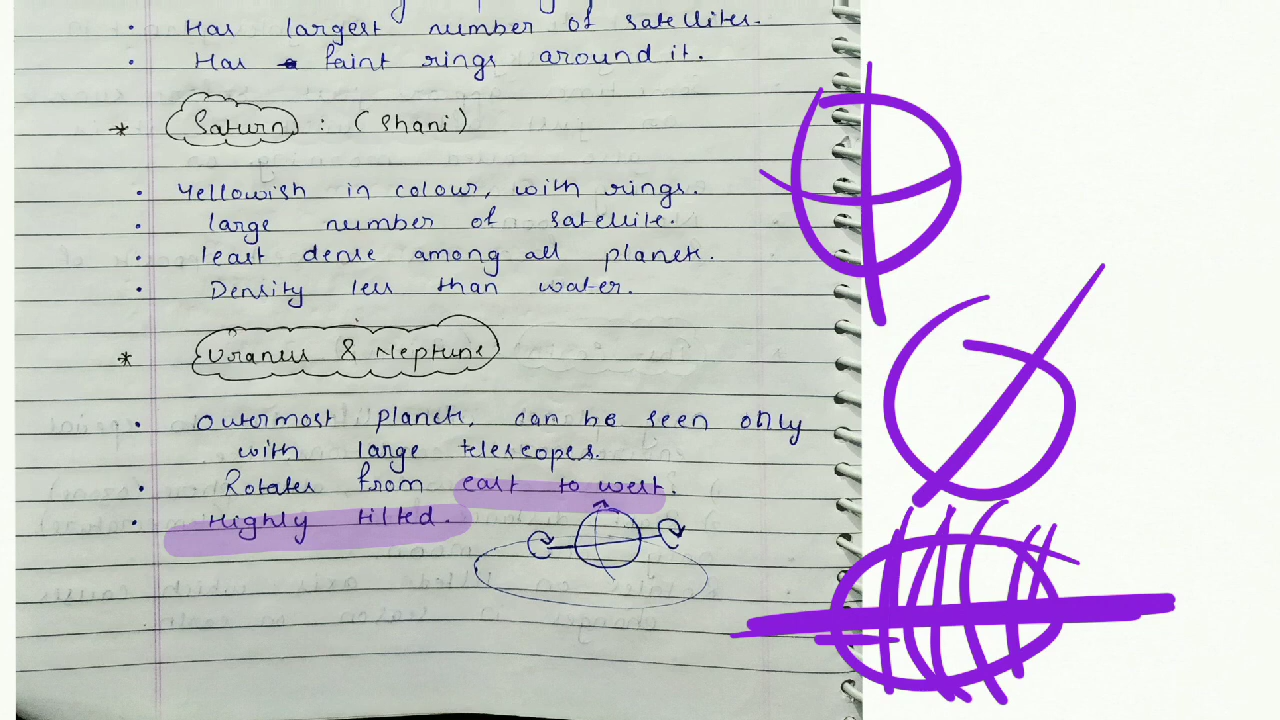 • Has largest number of satellites.
• Has faint rings around it.
* Saturn : (Shani)
• Yellowish in colour, with rings.
• large number of satellite.
• least dense among all planets.
• Density less than water.
* Uranus & Neptune
• Outermost planets, can be seen only
with large telescopes.
• Rotates from east to west.
• Highly tilted.